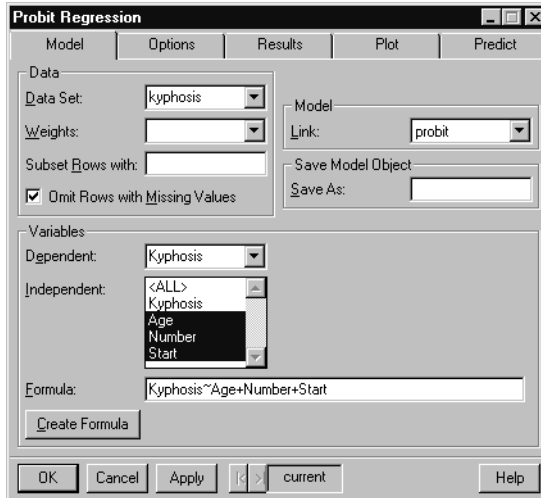 Probit Regression
Model Options Results Plot Predict
Data
Data Set: kyphosis
Weights:
Subset Rows with:
Omit Rows with Missing Values
Model
Link: probit
Save Model Object
Save As:
Variables
Dependent: Kyphosis
Independent: <ALL>
Kyphosis
Age
Number
Start
Formula: Kyphosis~Age+Number+Start
Create Formula
OK Cancel Apply current Help